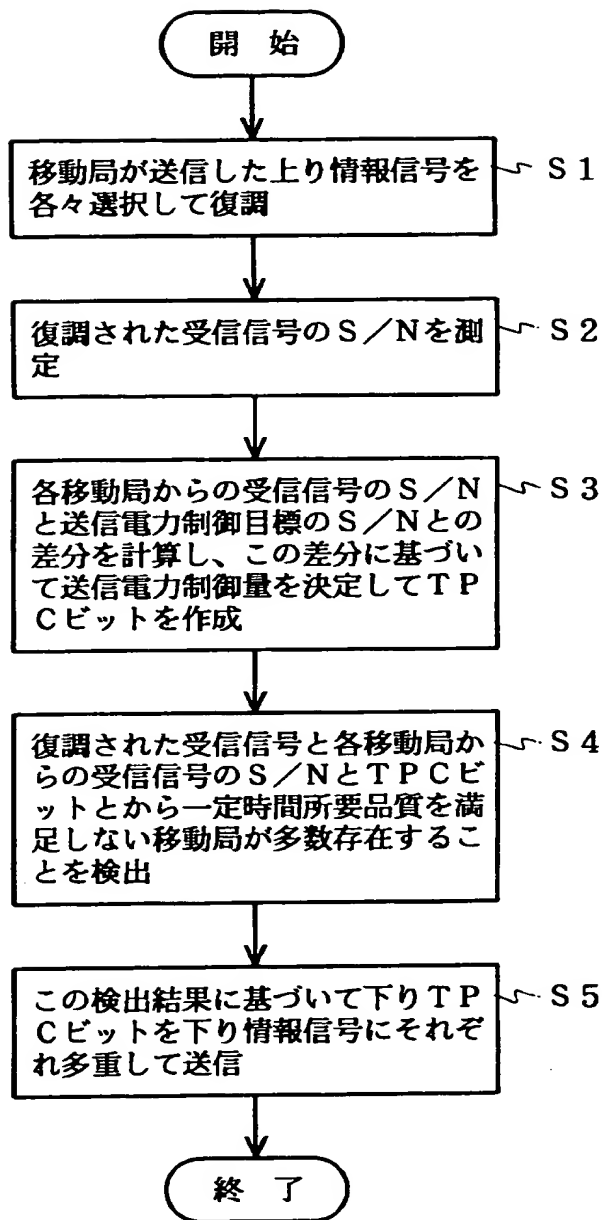 開　始
移動局が送信した上り情報信号を
各々選択して復調
S1
復調された受信信号のS／Nを測
定
S2
各移動局からの受信信号のS／N
と送信電力制御目標のS／Nとの
差分を計算し、この差分に基づい
て送信電力制御量を決定してTP
Cビットを作成
S3
復調された受信信号と各移動局か
らの受信信号のS／NとTPCビ
ットとから一定時間所要品質を満
足しない移動局が多数存在するこ
とを検出
S4
この検出結果に基づいて下りTP
Cビットを下り情報信号にそれぞ
れ多重して送信
S5
終　了